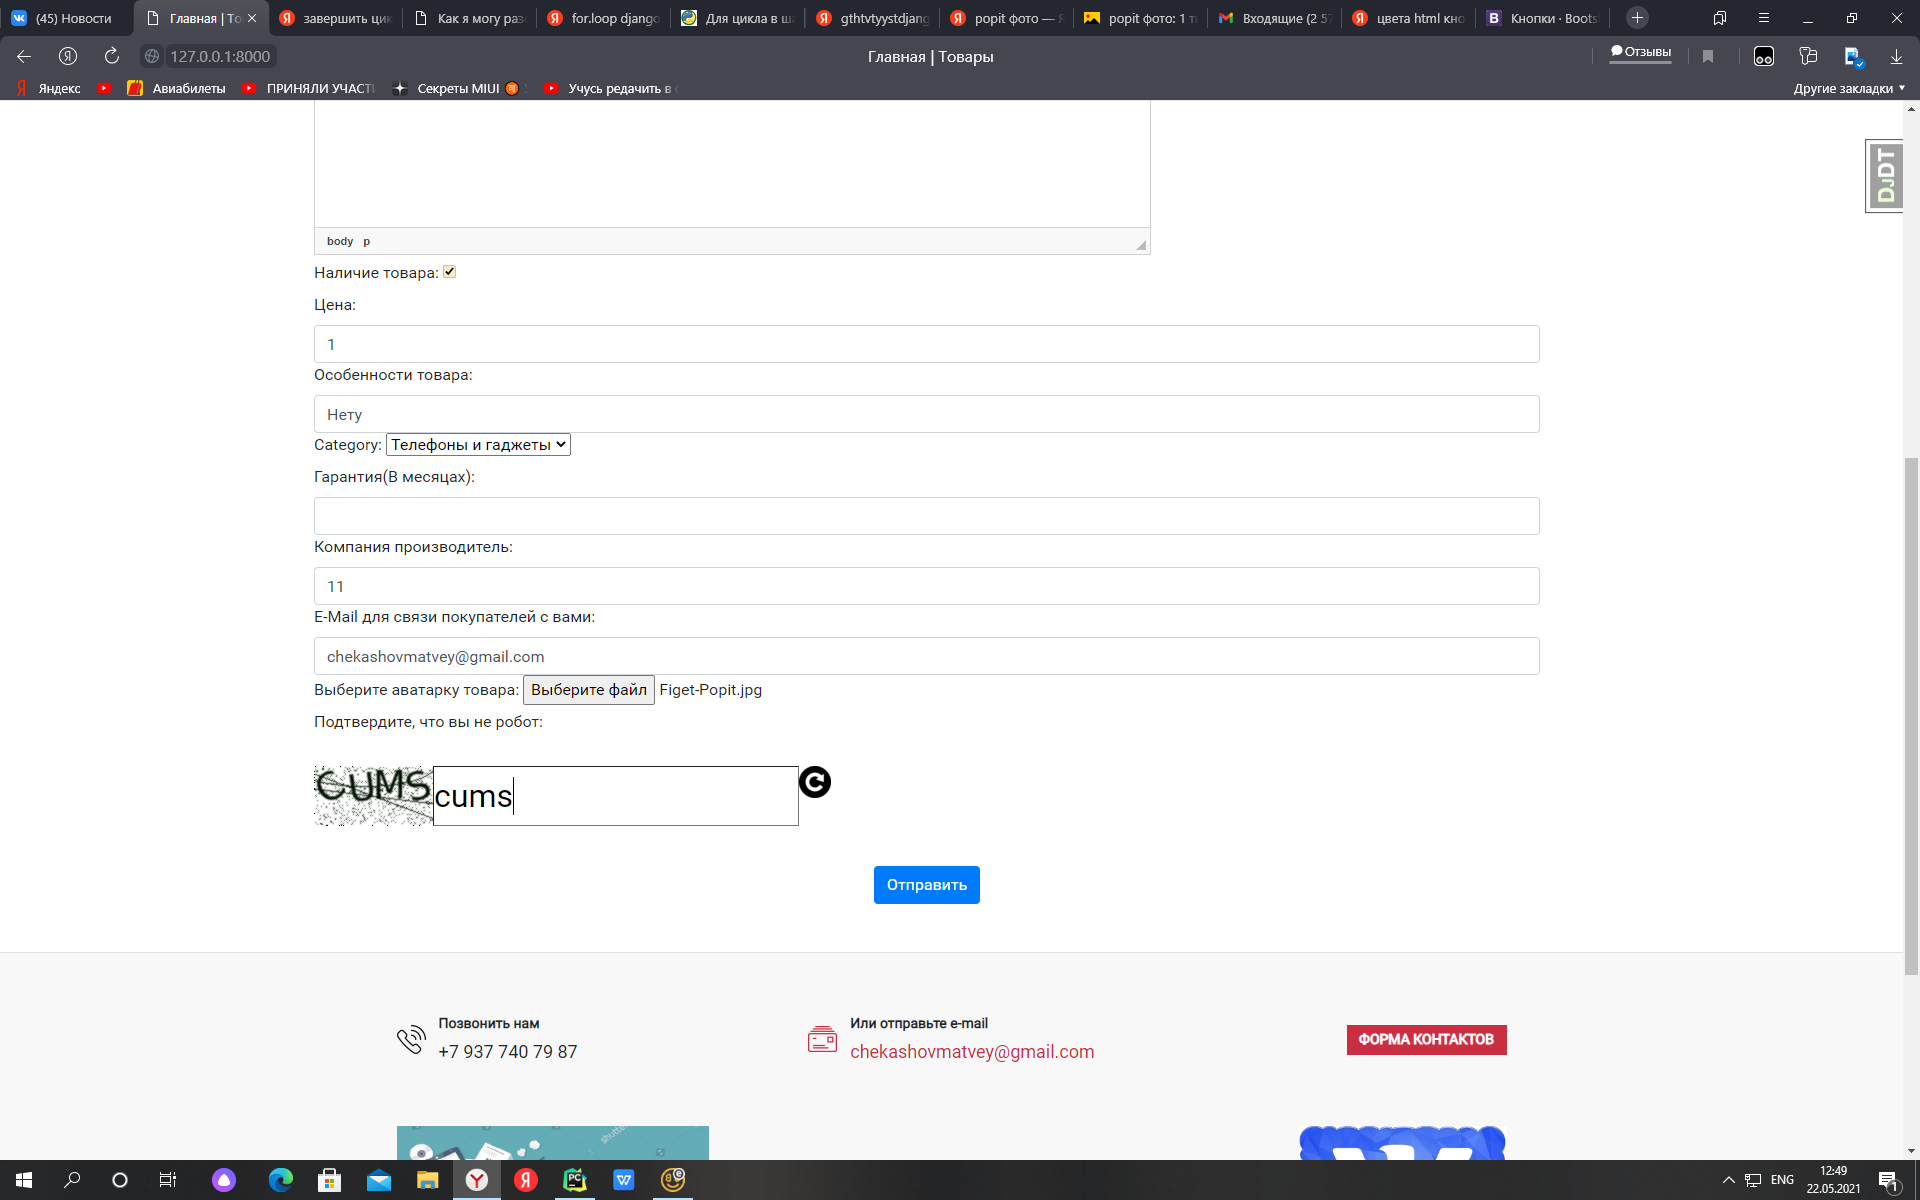 (45) Новости
Главная | То
завершить цик
Как я могу раз
for.loop django
Для цикла в ша
gthtvtyystdjang
popit фото — Я
popit фото: 1 т
Входящие (2 57
цвета html кно
Кнопки · Boots
127.0.0.1:8000
Главная | Товары
Отзывы
Яндекс
Авиабилеты
ПРИНЯЛИ УЧАСТИ
Секреты MIUI
Учусь редачить в
Другие закладки
DJDT
body p
Наличие товара:
Цена:
1
Особенности товара:
Нету
Category: Телефоны и гаджеты
Гарантия(В месяцах):
Компания производитель:
11
E-Mail для связи покупателей с вами:
chekashovmatvey@gmail.com
Выберите аватарку товара: Выберите файл Figet-Popit.jpg
Подтвердите, что вы не робот:
CUMS
cums
Отправить
Позвонить нам
+7 937 740 79 87
Или отправьте e-mail
chekashovmatvey@gmail.com
ФОРМА КОНТАКТОВ
ENG
12:49
22.05.2021
1